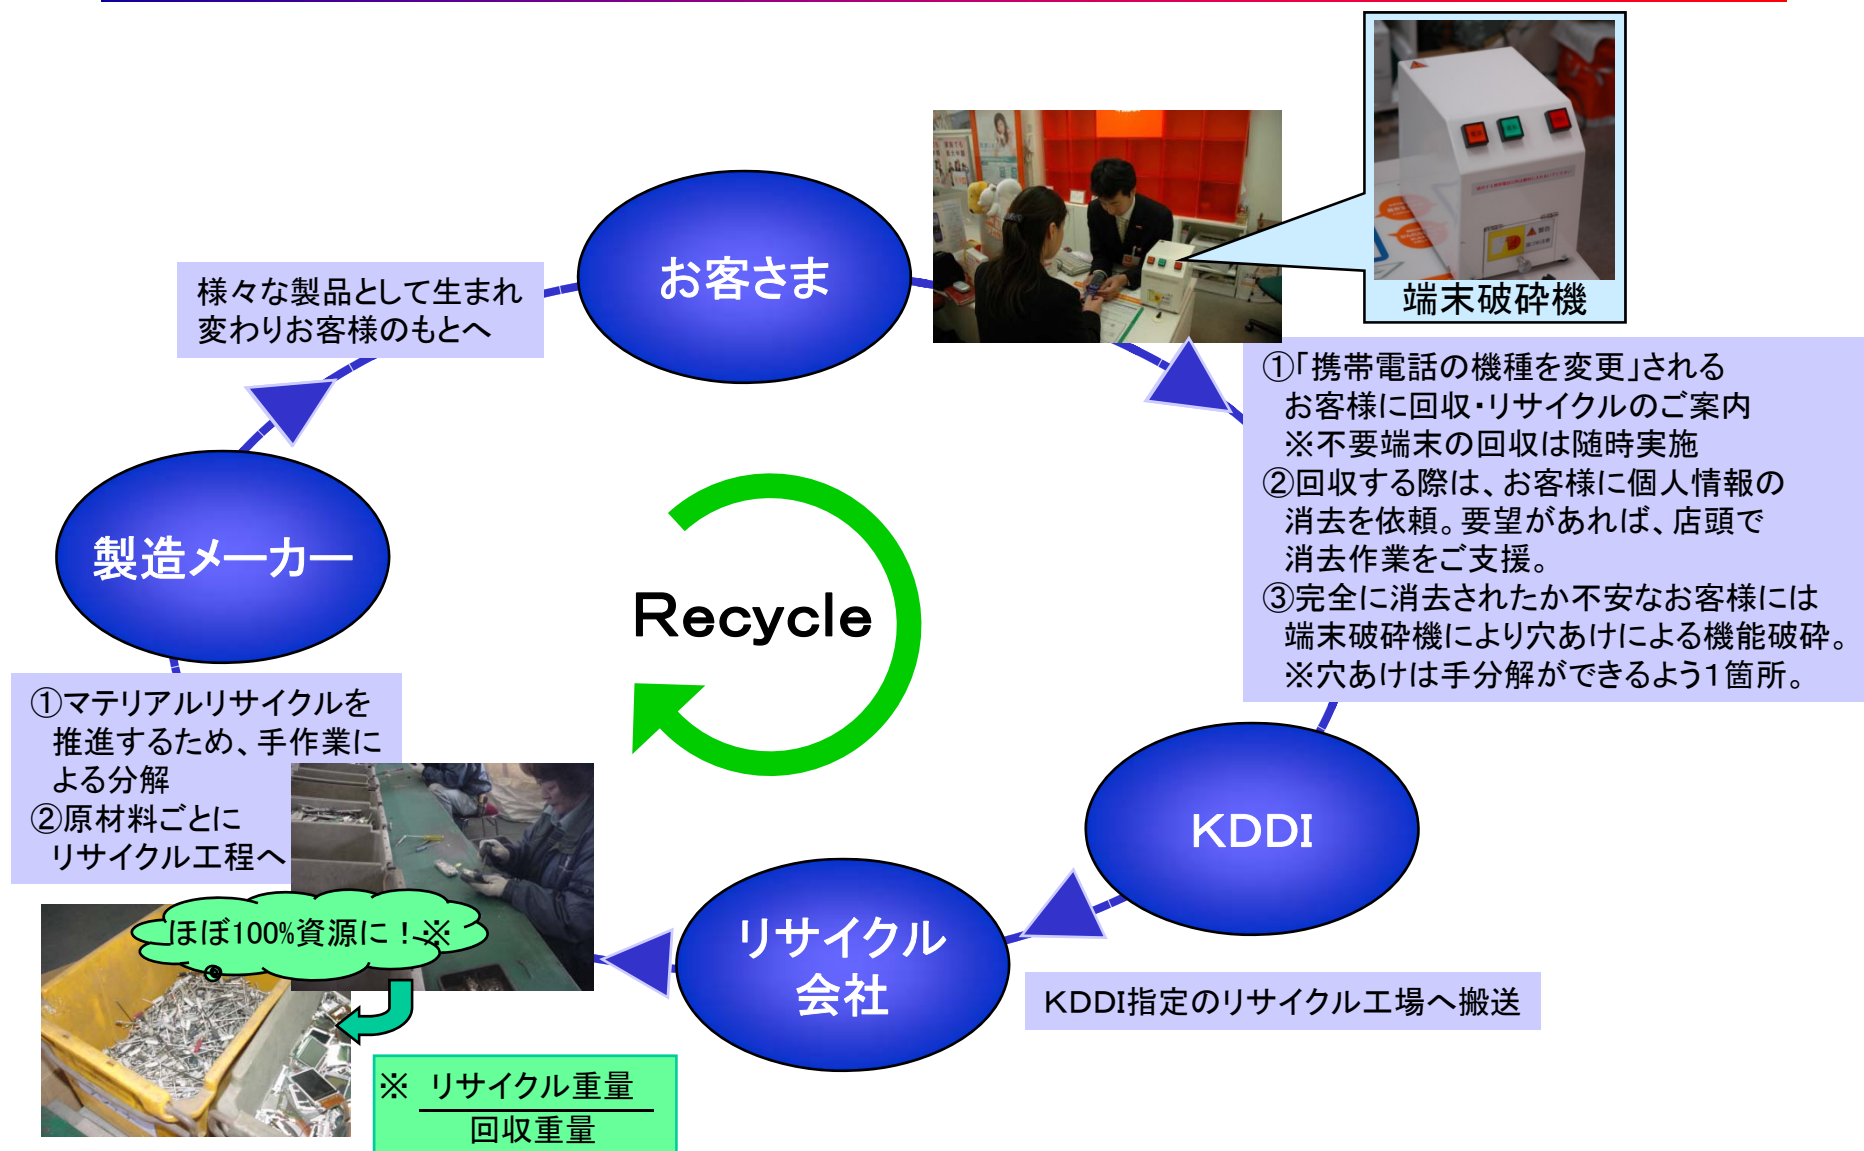 端末破砕機
お客さま
様々な製品として生まれ
変わりお客様のもとへ
①「携帯電話の機種を変更」される
お客様に回収・リサイクルのご案内
※不要端末の回収は随時実施
②回収する際は、お客様に個人情報の
消去を依頼。要望があれば、店頭で
消去作業をご支援。
③完全に消去されたか不安なお客様には
端末破砕機により穴あけによる機能破砕。
※穴あけは手分解ができるよう１箇所。
製造メーカー
Recycle
①マテリアルリサイクルを
推進するため、手作業に
よる分解
②原材料ごとに
リサイクル工程へ
KDDI
ほぼ100%資源に！※
リサイクル
会社
KDDI指定のリサイクル工場へ搬送
※ リサイクル重量
回収重量